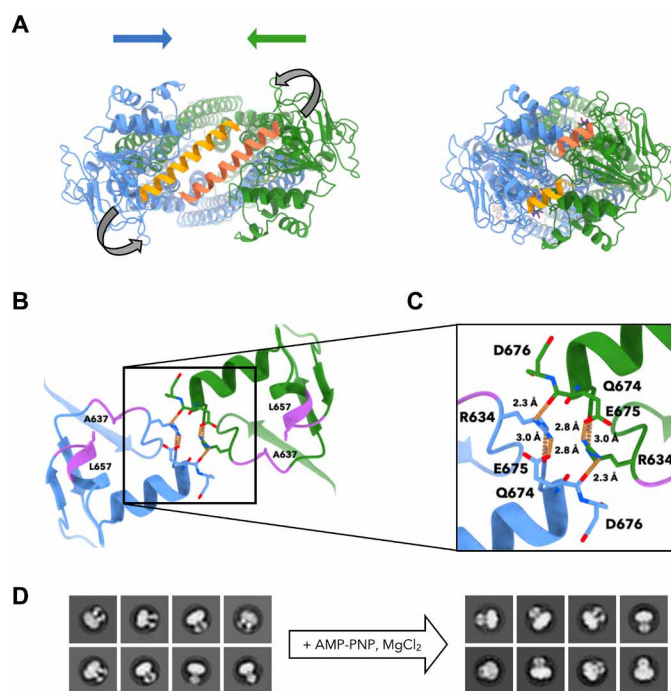 A
B
A637
L657
L657
A637
C
D676
Q674
E675
2.3 Å
R634
2.8 Å
3.0 Å
3.0 Å
2.8 Å
R634
E675
2.3 Å
Q674
D676
D
+ AMP-PNP, MgCl₂